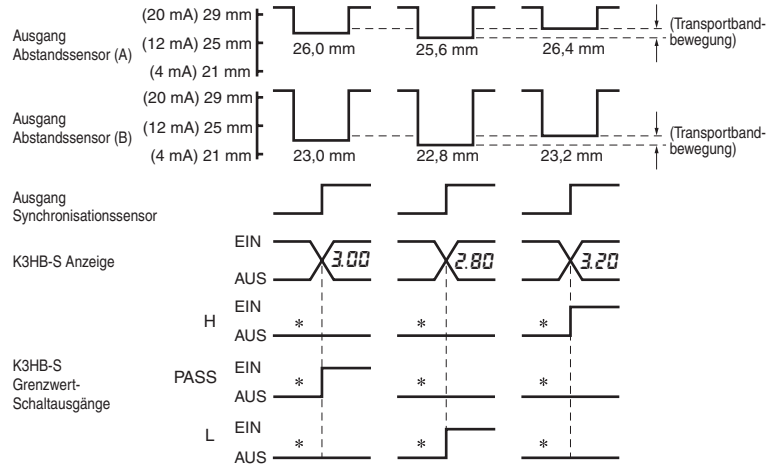 Ausgang
Abstandssensor (A)
(20 mA) 29 mm
(12 mA) 25 mm
(4 mA) 21 mm
26,0 mm
25,6 mm
26,4 mm
(Transportband-
bewegung)
Ausgang
Abstandssensor (B)
(20 mA) 29 mm
(12 mA) 25 mm
(4 mA) 21 mm
23,0 mm
22,8 mm
23,2 mm
(Transportband-
bewegung)
Ausgang
Synchronisationssensor
K3HB-S Anzeige
EIN
AUS
3.00
2.80
3.20
K3HB-S
Grenzwert-
Schaltausgänge
H
EIN
AUS
* * *
PASS
EIN
AUS
* * *
L
EIN
AUS
* * *